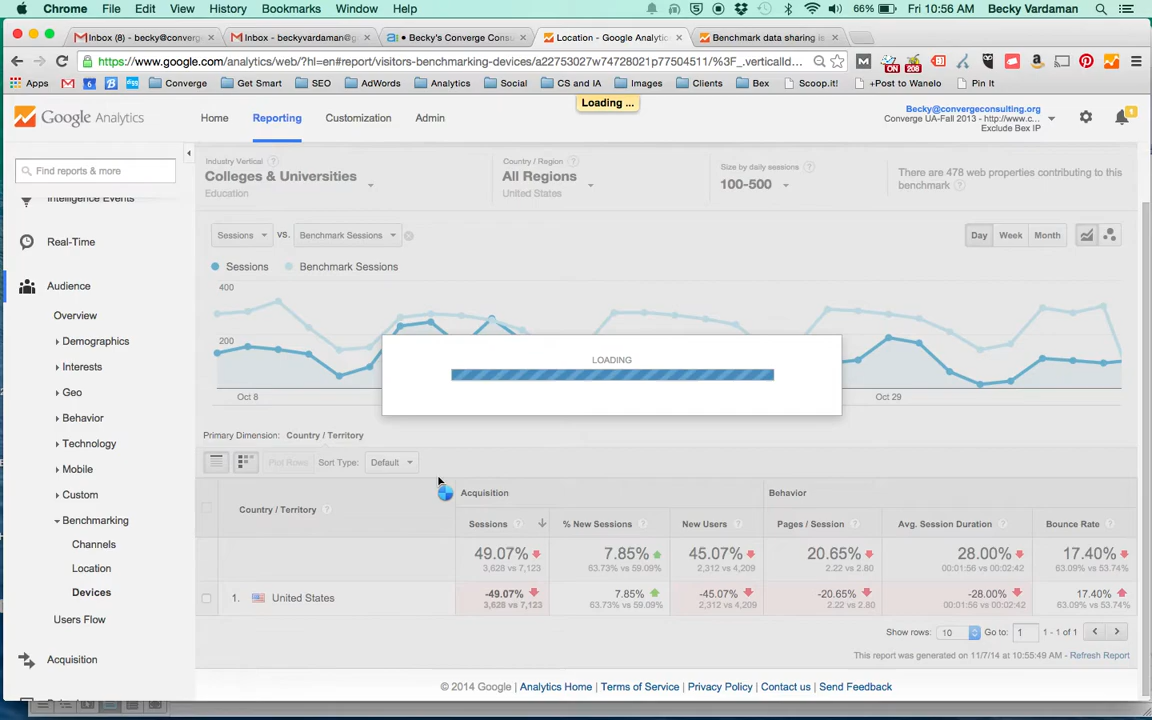 Chrome File Edit View History Bookmarks Window Help 66% Fri 10:56 AM Becky Vardaman
Inbox (8) - becky@converg Inbox - beckyvardaman@g • Becky's Converge Consu Location - Google Analytic Benchmark data sharing is
https://www.google.com/analytics/web/?hl=en#report/visitors-benchmarking-devices/a22753027w74728021p77504511/%3F_.verticalId...
Apps Converge Get Smart SEO AdWords Analytics Social CS and IA Images Clients Bex Scoop.it! +Post to Wanelo Pin It
Loading ...
Google Analytics Home Reporting Customization Admin
Becky@convergeconsulting.org
Converge UA-Fall 2013 - http://www.c...
Exclude Bex IP
Find reports & more
Intelligence Events
Real-Time
Audience
Overview
Demographics
Interests
Geo
Behavior
Technology
Mobile
Custom
Benchmarking
Channels
Location
Devices
Users Flow
Acquisition
Industry Vertical
Colleges & Universities
Education
Country / Region
All Regions
United States
Size by daily sessions
100-500
There are 478 web properties contributing to this
benchmark
Sessions VS. Benchmark Sessions
Day Week Month
Sessions Benchmark Sessions
400
200
LOADING
Oct 8 Oct 29
Primary Dimension: Country / Territory
Plot Rows Sort Type: Default
Country / Territory
Acquisition Behavior
Sessions % New Sessions New Users Pages / Session Avg. Session Duration Bounce Rate
49.07% 7.85% 45.07% 20.65% 28.00% 17.40%
3,628 vs 7,123 63.73% vs 59.09% 2,312 vs 4,209 2.22 vs 2.80 00:01:56 vs 00:02:42 63.09% vs 53.74%
1. United States -49.07% 7.85% -45.07% -20.65% -28.00% 17.40%
3,628 vs 7,123 63.73% vs 59.09% 2,312 vs 4,209 2.22 vs 2.80 00:01:56 vs 00:02:42 63.09% vs 53.74%
Show rows: 10 Go to: 1 1 - 1 of 1
This report was generated on 11/7/14 at 10:55:49 AM - Refresh Report
© 2014 Google Analytics Home Terms of Service Privacy Policy Contact us Send Feedback